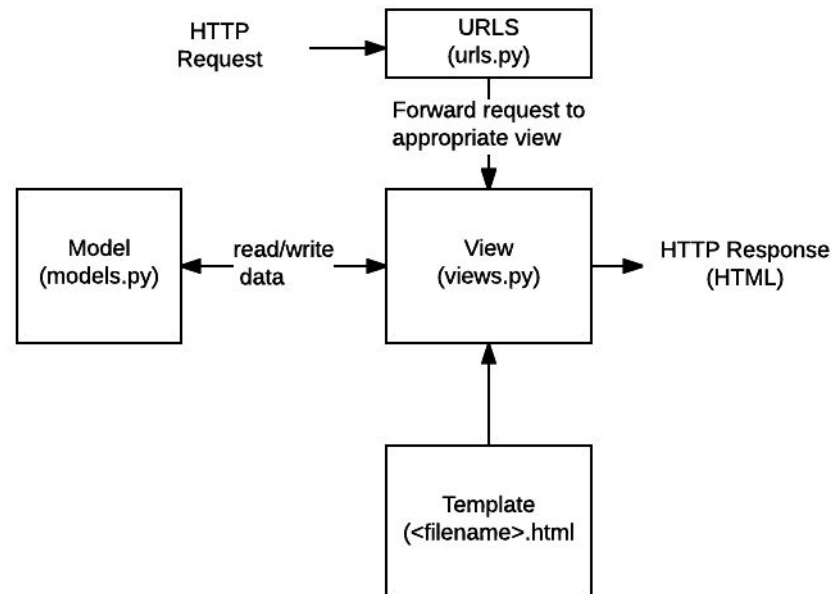 HTTP
Request
URLS
(urls.py)
Forward request to
appropriate view
Model
(models.py)
read/write
data
View
(views.py)
HTTP Response
(HTML)
Template
(<filename>.html